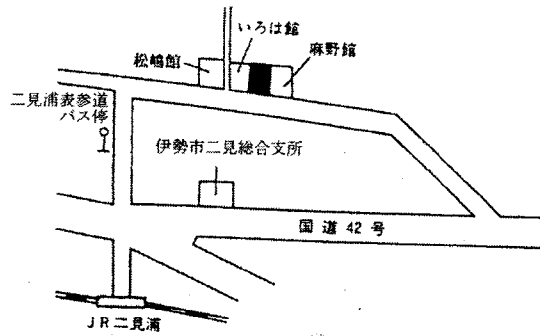 いろは館
麻野館
松嶋館
二見浦表参道
バス停
伊勢市二見総合支所
国道42号
JR二見浦